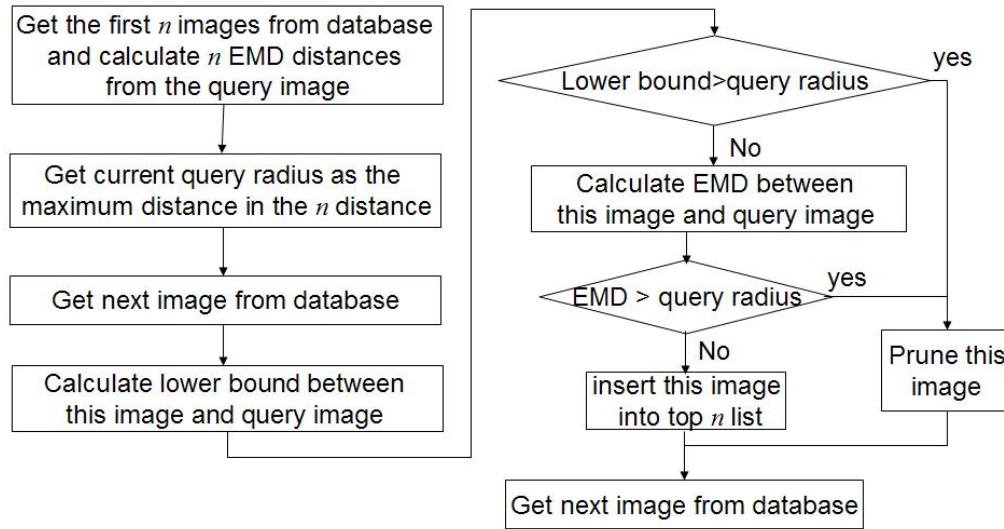 Get the first n images from database
and calculate n EMD distances
from the query image
Get current query radius as the
maximum distance in the n distance
Get next image from database
Calculate lower bound between
this image and query image
Lower bound>query radius
yes
No
Calculate EMD between
this image and query image
EMD > query radius
yes
No
insert this image
into top n list
Prune this
image
Get next image from database